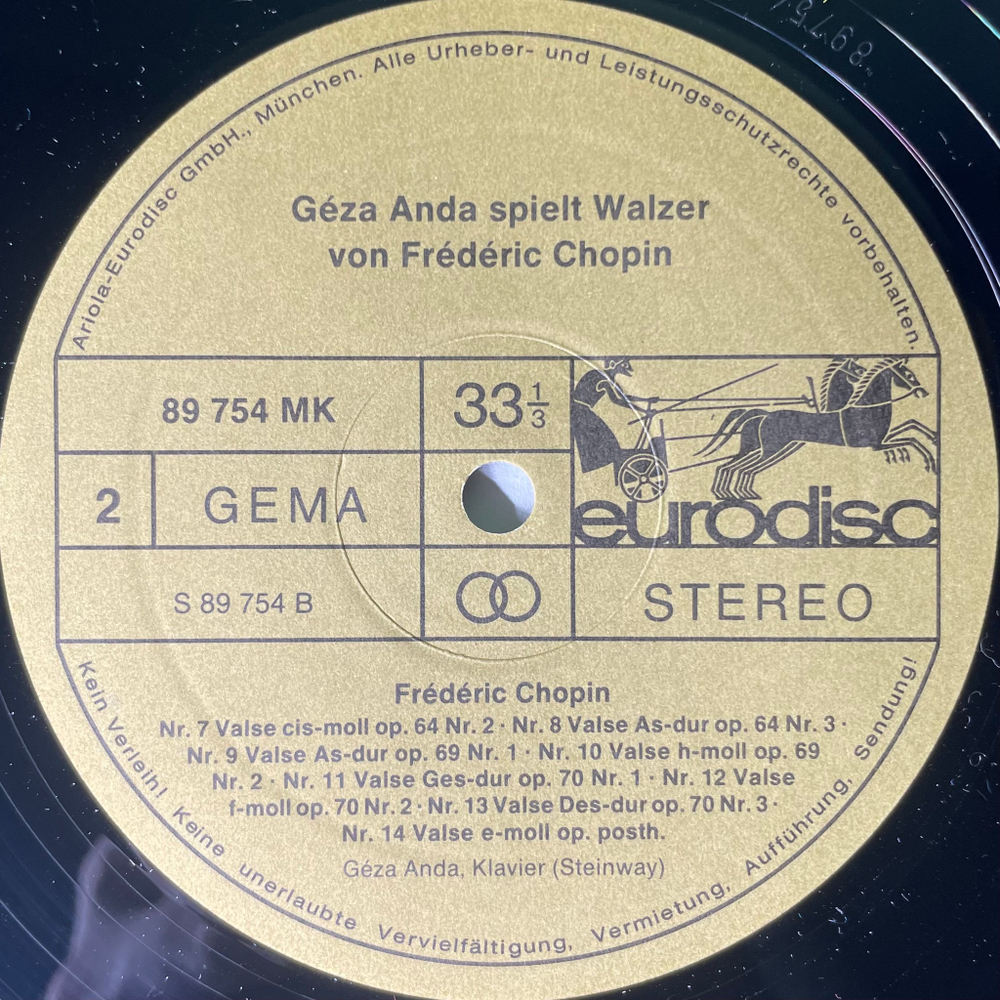 Ariola-Eurodisc GmbH., München. Alle Urheber- und Leistungsschutzrechte vorbehalten.
Géza Anda spielt Walzer
von Frédéric Chopin
89 754 MK
33 1/3
2
GEMA
eurodisc
S 89 754 B
STEREO
Frédéric Chopin
Nr. 7 Valse cis-moll op. 64 Nr. 2 · Nr. 8 Valse As-dur op. 64 Nr. 3 ·
Nr. 9 Valse As-dur op. 69 Nr. 1 · Nr. 10 Valse h-moll op. 69
Nr. 2 · Nr. 11 Valse Ges-dur op. 70 Nr. 1 · Nr. 12 Valse
f-moll op. 70 Nr. 2 · Nr. 13 Valse Des-dur op. 70 Nr. 3 ·
Nr. 14 Valse e-moll op. posth.
Géza Anda, Klavier (Steinway)
Kein Verleih! Keine unerlaubte Vervielfältigung, Vermietung, Aufführung, Sendung!